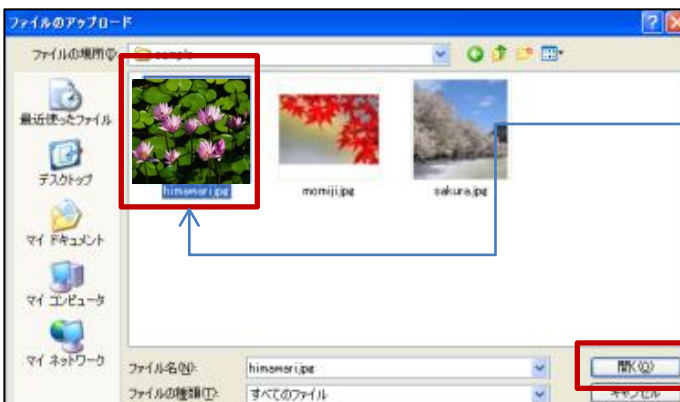 ファイルのアップロード
ファイルの場所(I):
sample
最近使ったファイル
デスクトップ
マイ ドキュメント
マイ コンピュータ
マイ ネットワーク
himawari.jpg
momiji.jpg
sakura.jpg
ファイル名(N):
himawari.jpg
開く(O)
ファイルの種類(T):
すべてのファイル
キャンセル